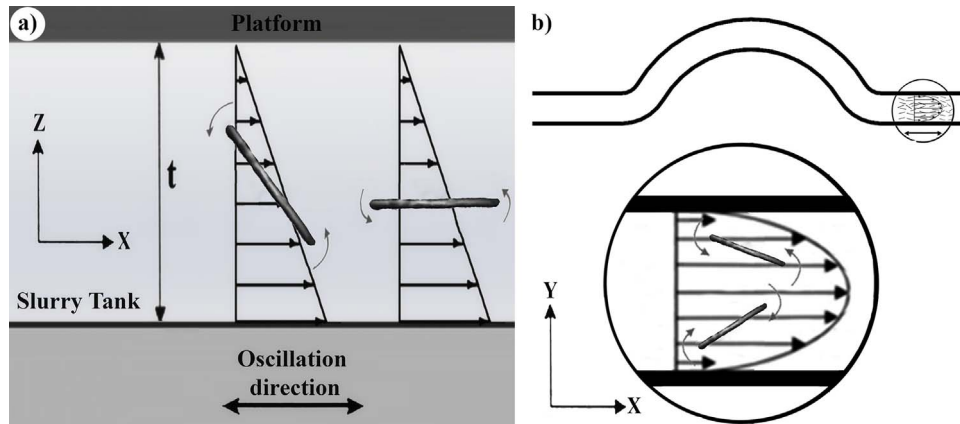 a)
Platform
Z
t
X
Slurry Tank
Oscillation
direction
b)
Y
X